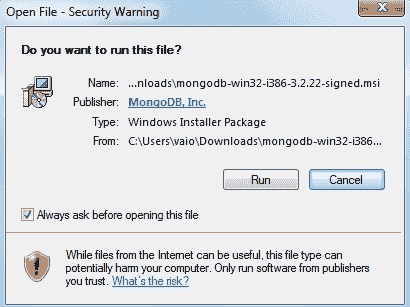 Open File - Security Warning
Do you want to run this file?
Name: ...nloads\mongodb-win32-i386-3.2.22-signed.msi
Publisher: MongoDB, Inc.
Type: Windows Installer Package
From: C:\Users\vaio\Downloads\mongodb-win32-i386...
Run Cancel
Always ask before opening this file
While files from the Internet can be useful, this file type can
potentially harm your computer. Only run software from publishers
you trust. What's the risk?